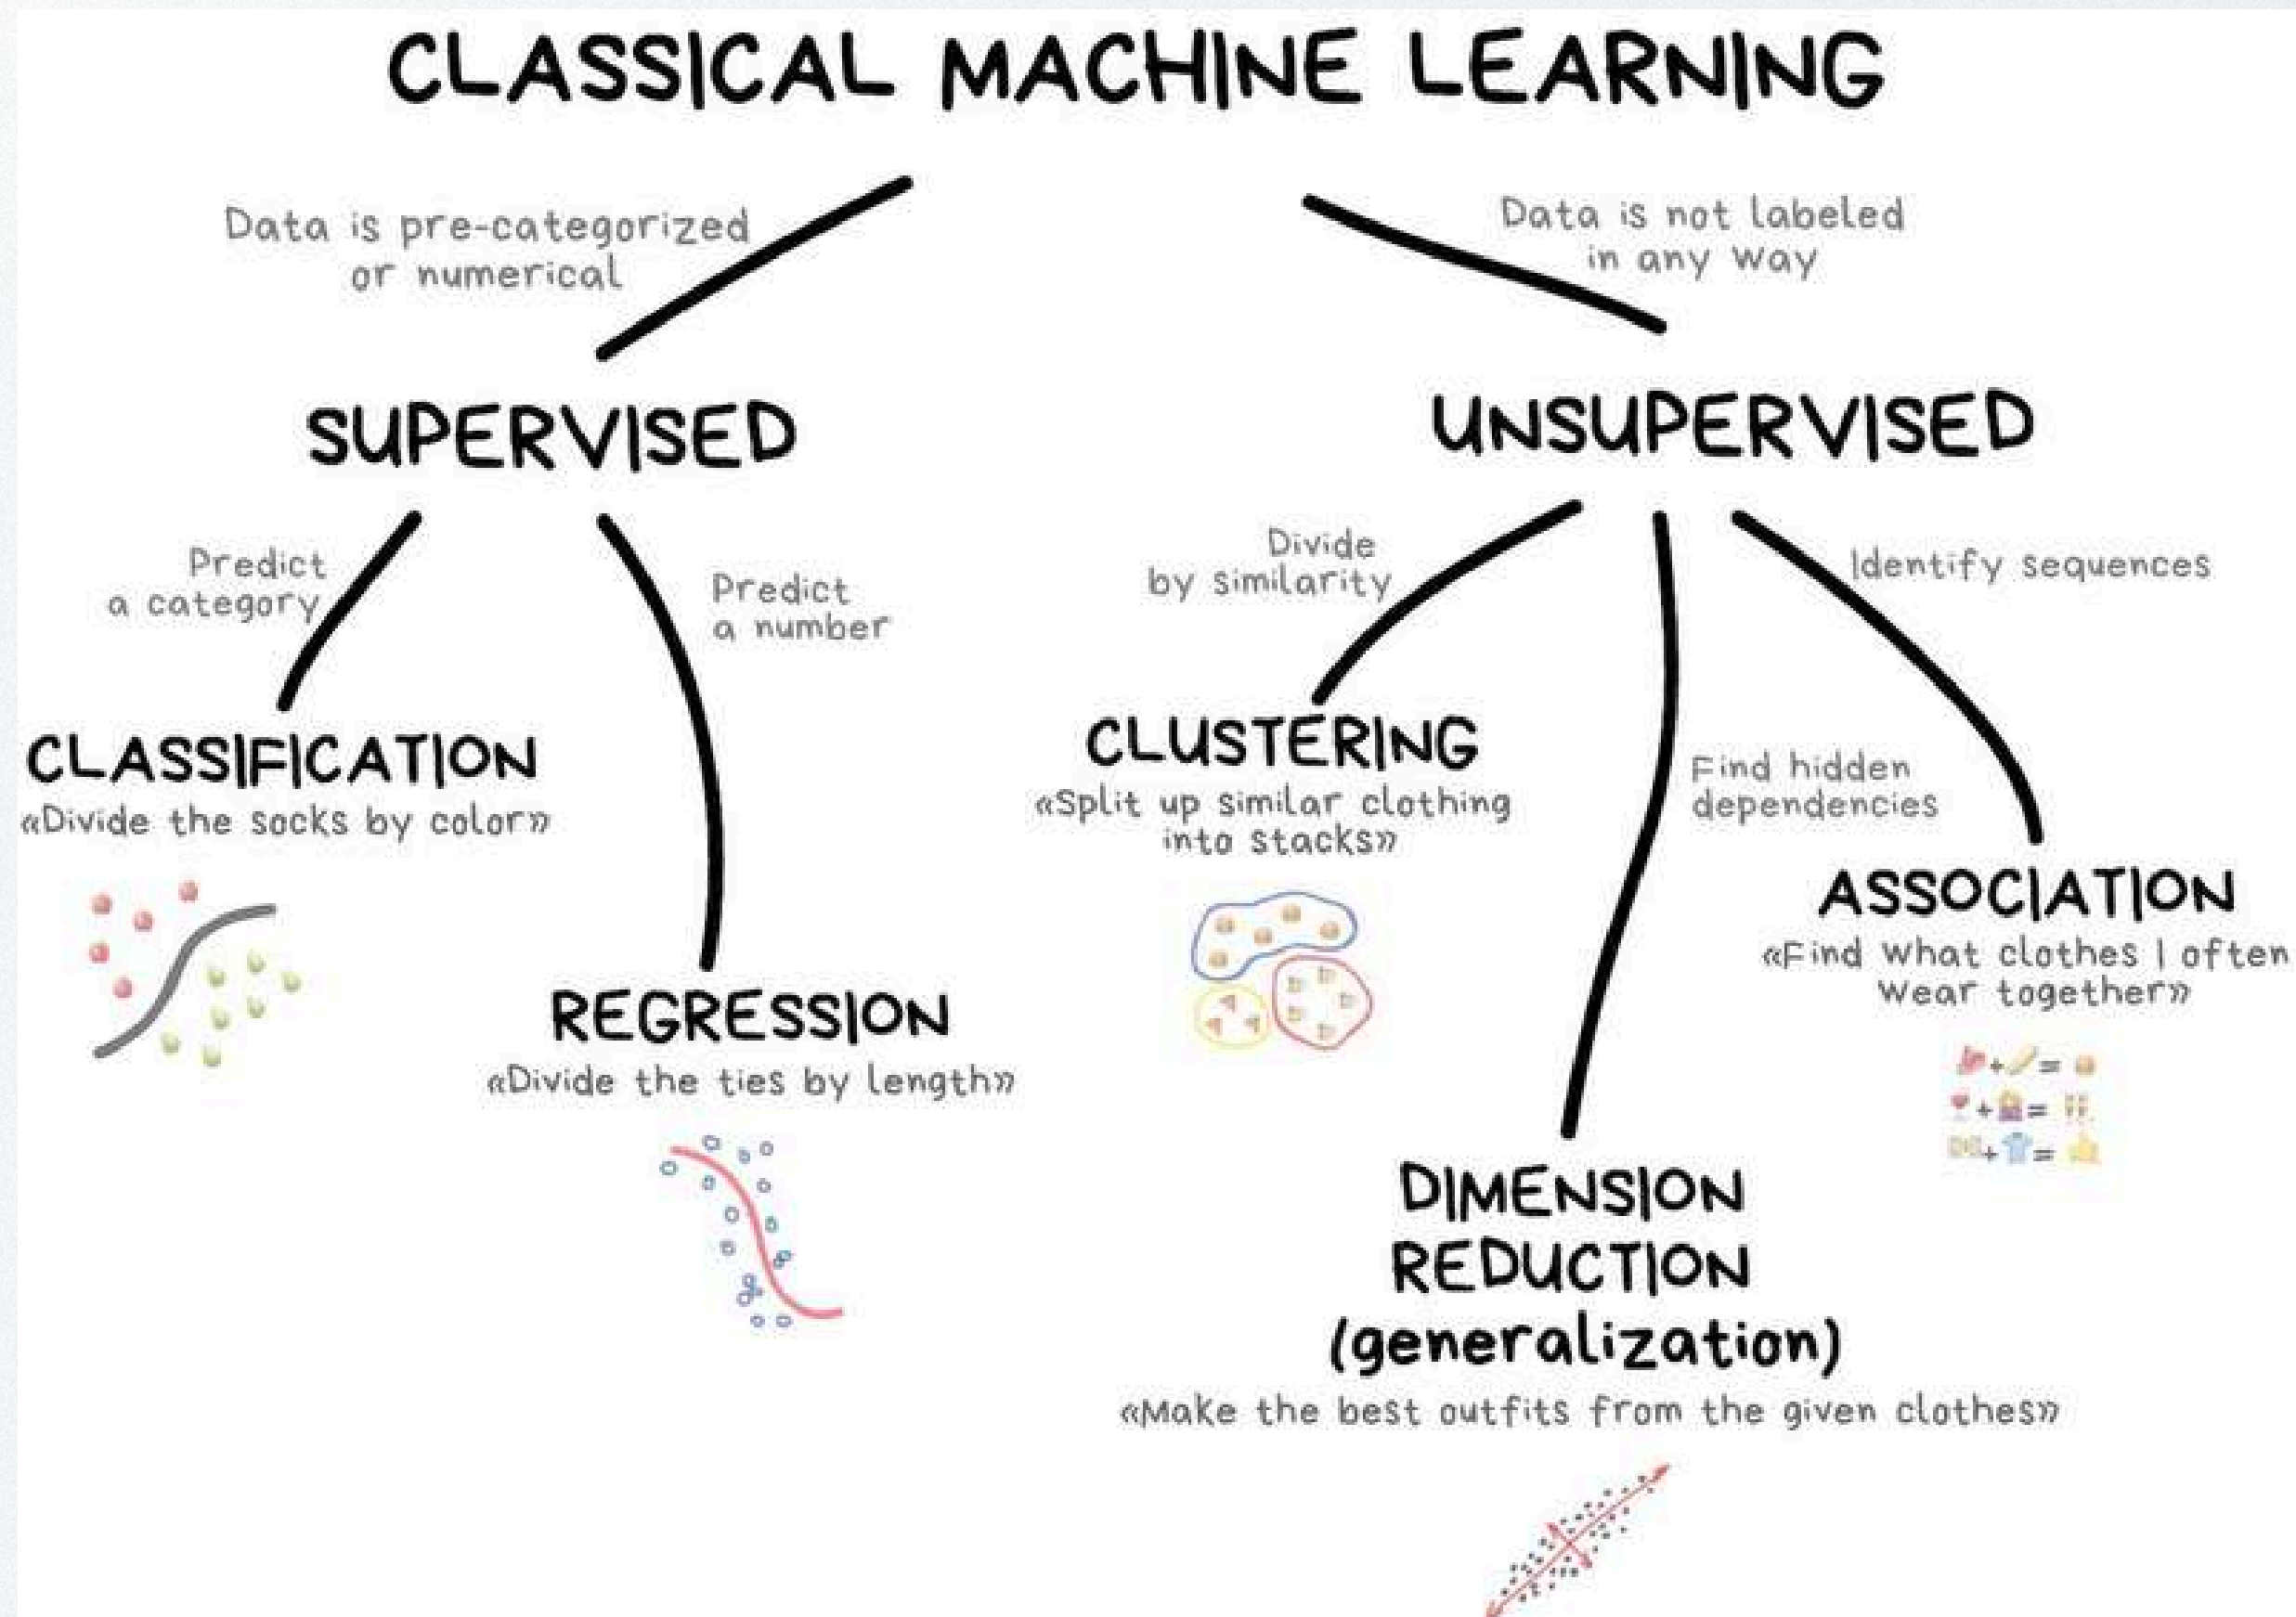 CLASSICAL MACHINE LEARNING
Data is pre-categorized
or numerical
Data is not labeled
in any way
SUPERVISED
UNSUPERVISED
Predict
a category
Predict
a number
Divide
by similarity
Identify sequences
CLASSIFICATION
«Divide the socks by color»
CLUSTERING
«Split up similar clothing
into stacks»
Find hidden
dependencies
ASSOCIATION
«Find what clothes I often
wear together»
REGRESSION
«Divide the ties by length»
+ =
+ =
+ =
DIMENSION
REDUCTION
(generalization)
«Make the best outfits from the given clothes»